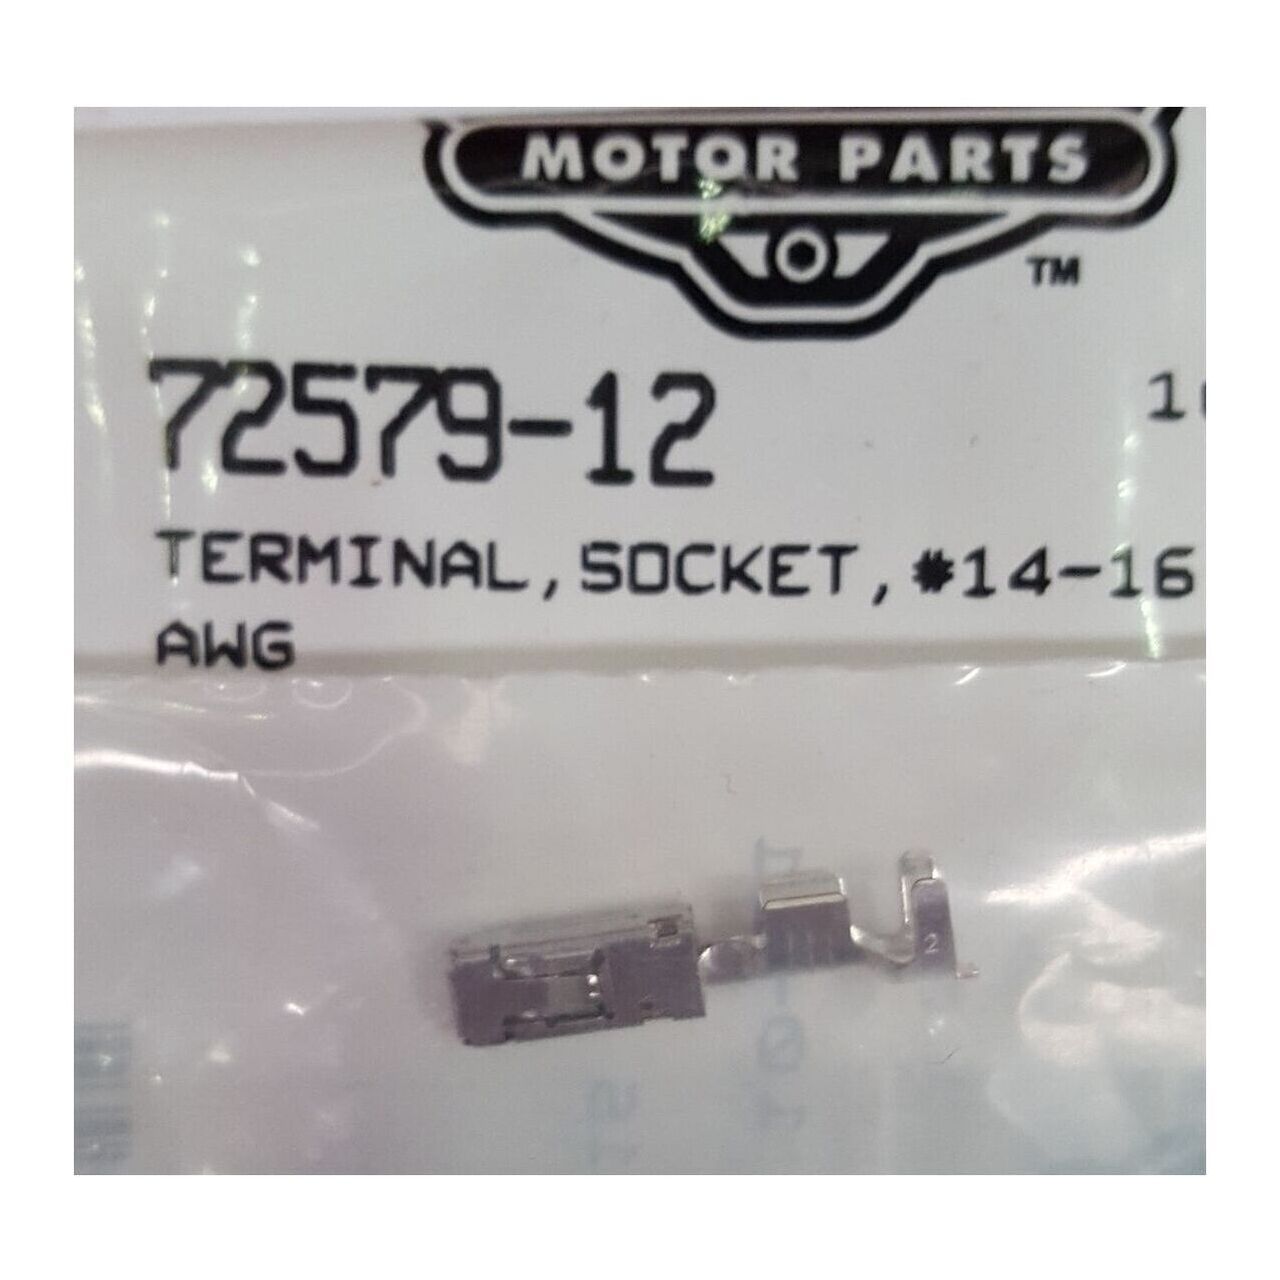 MOTOR PARTS
TM
72579-12
TERMINAL, SOCKET, #14-16
AWG
2